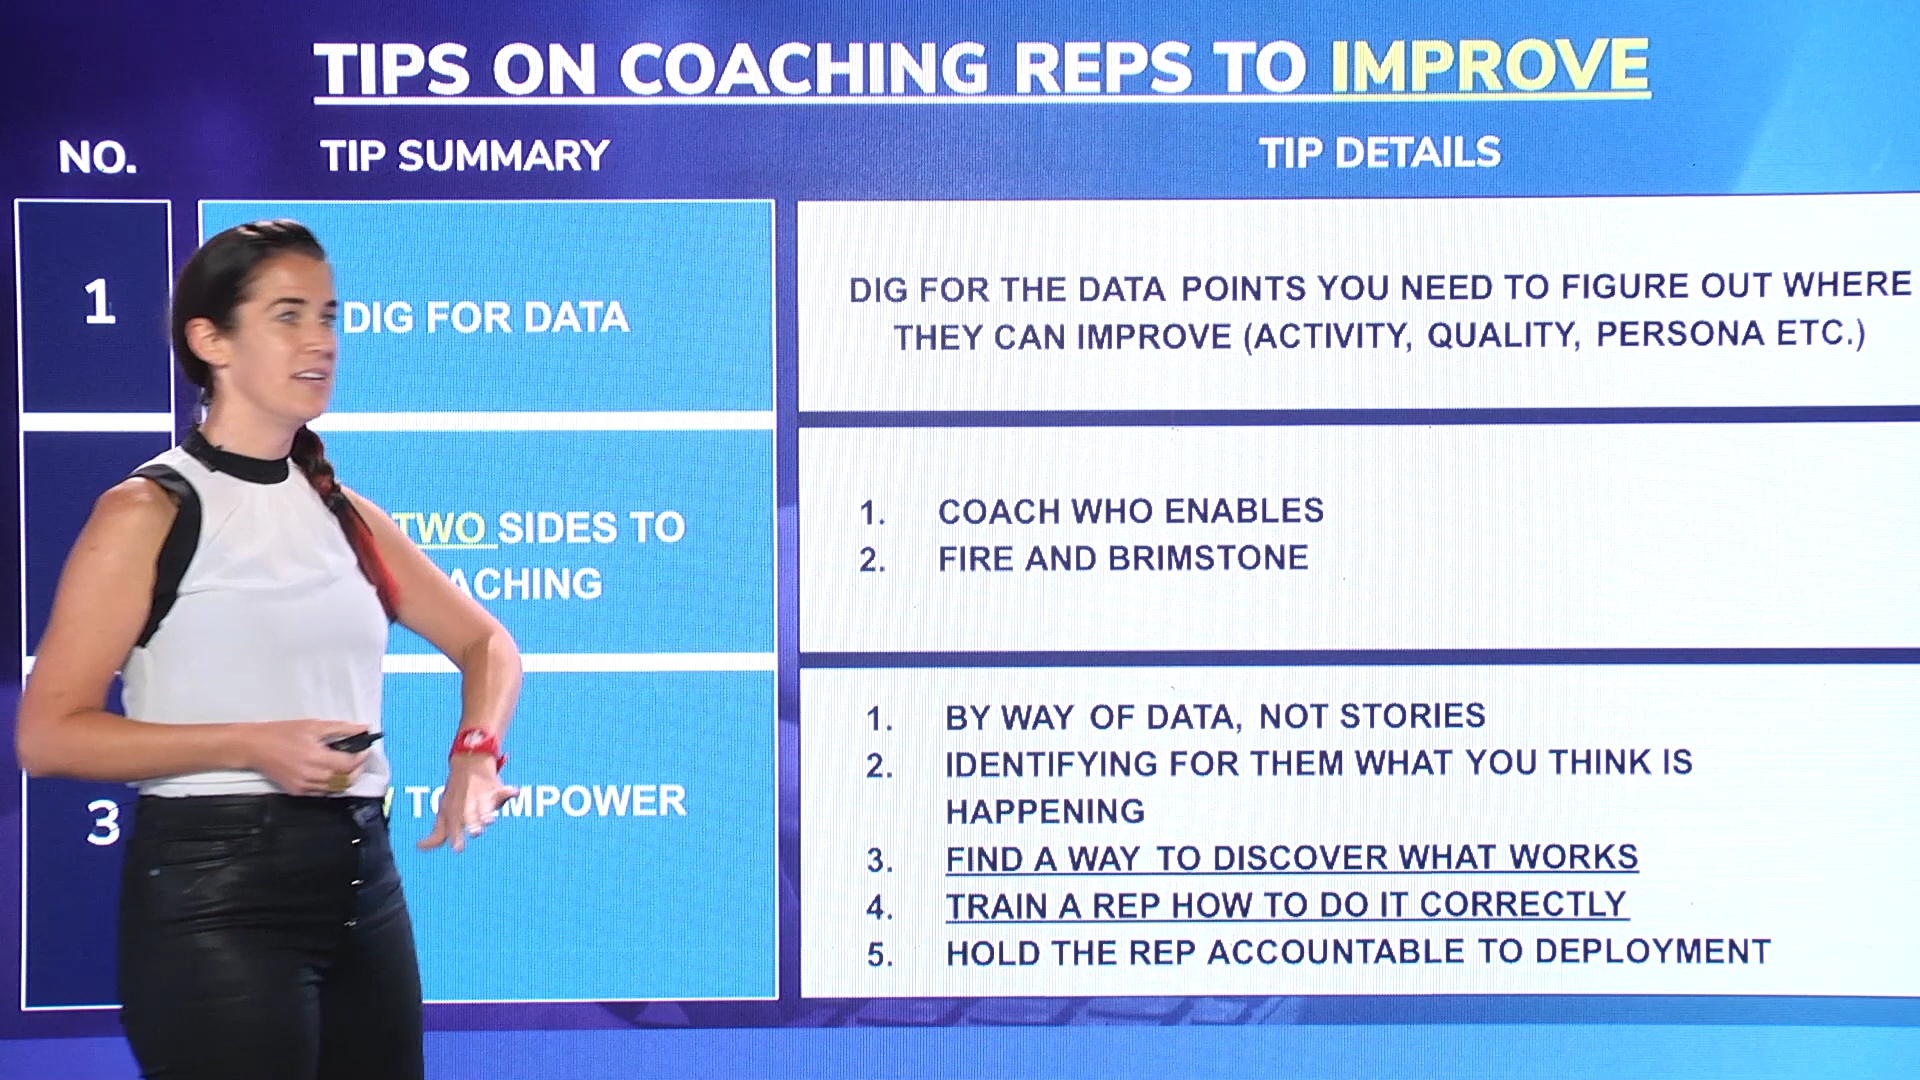 TIPS ON COACHING REPS TO IMPROVE
NO.
TIP SUMMARY
TIP DETAILS
1
DIG FOR DATA
DIG FOR THE DATA POINTS YOU NEED TO FIGURE OUT WHERE
THEY CAN IMPROVE (ACTIVITY, QUALITY, PERSONA ETC.)
TWO SIDES TO
ACHING
1. COACH WHO ENABLES
2. FIRE AND BRIMSTONE
3
TO EMPOWER
1. BY WAY OF DATA, NOT STORIES
2. IDENTIFYING FOR THEM WHAT YOU THINK IS
HAPPENING
3. FIND A WAY TO DISCOVER WHAT WORKS
4. TRAIN A REP HOW TO DO IT CORRECTLY
5. HOLD THE REP ACCOUNTABLE TO DEPLOYMENT